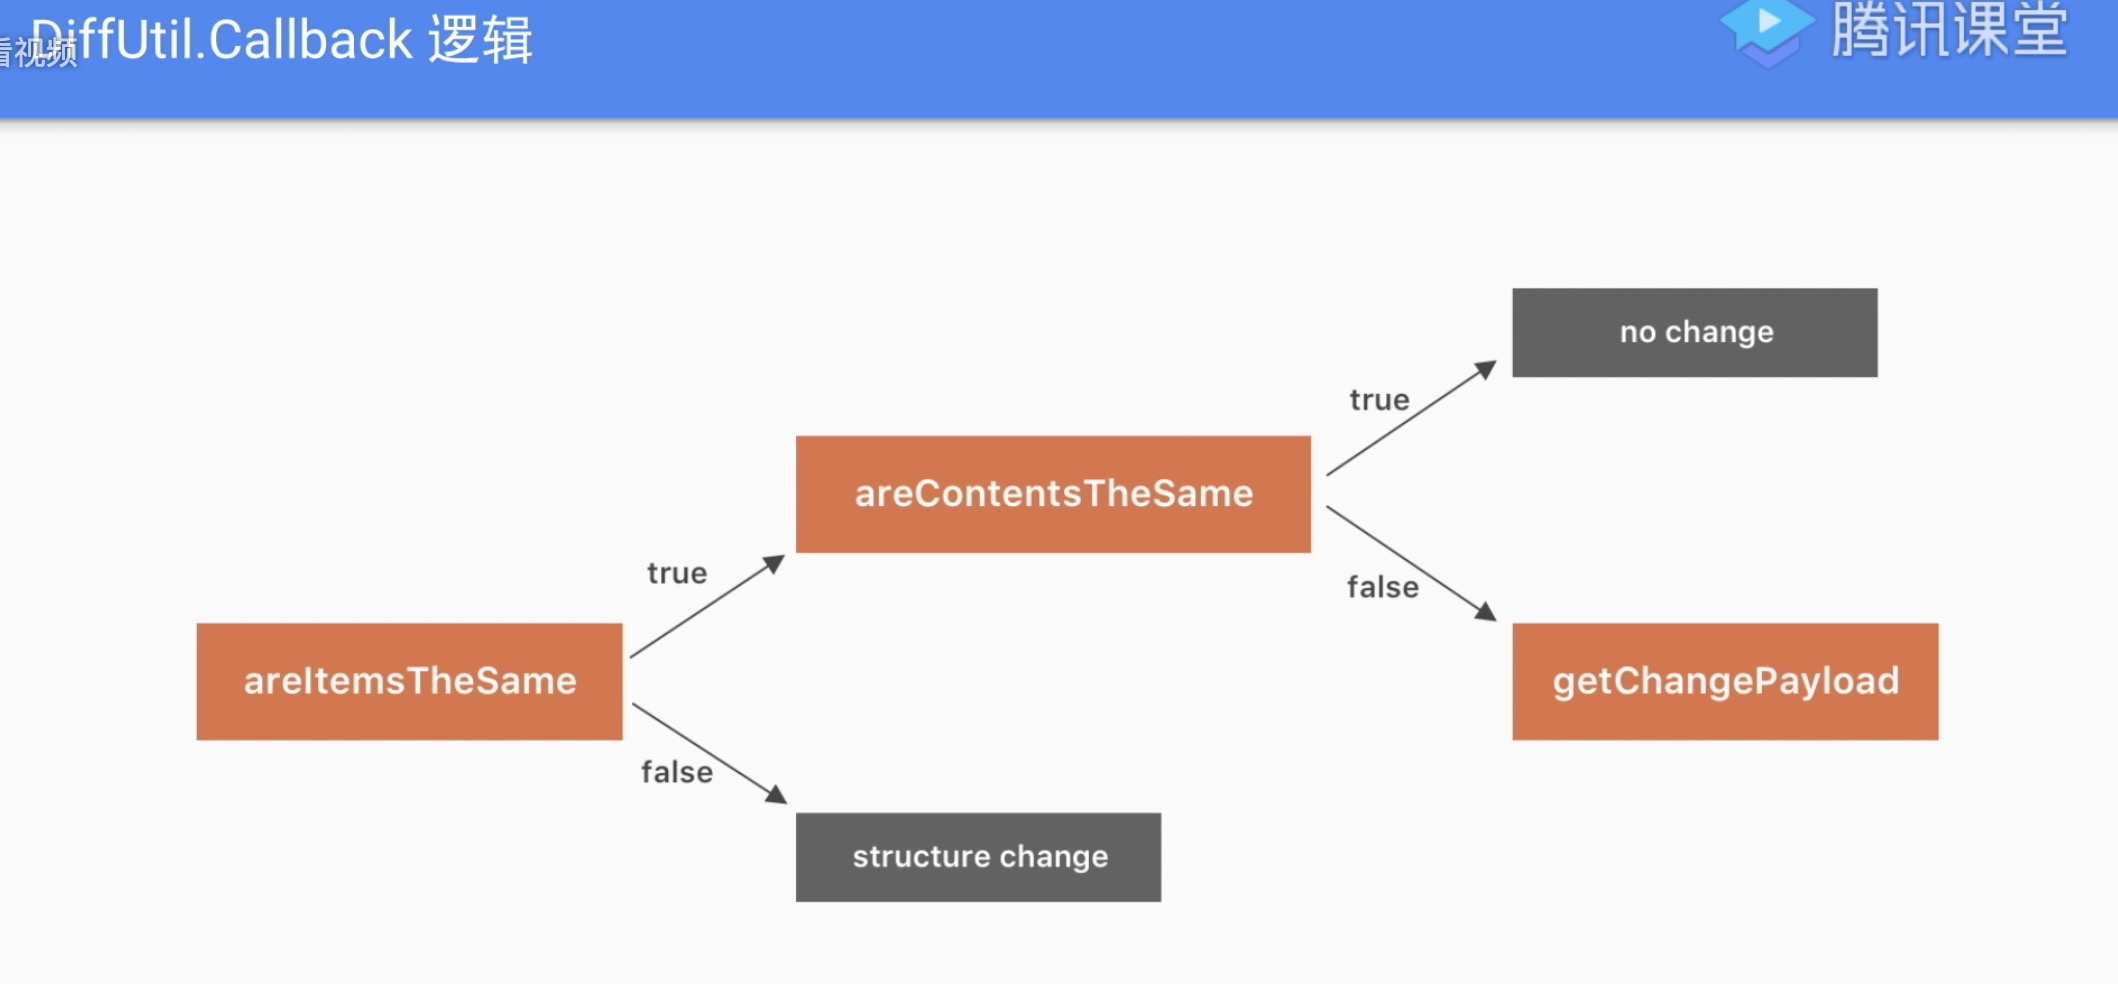 DiffUtil.Callback 逻辑
看视频
腾讯课堂
no change
true
areContentsTheSame
true
false
areItemsTheSame
getChangePayload
false
structure change